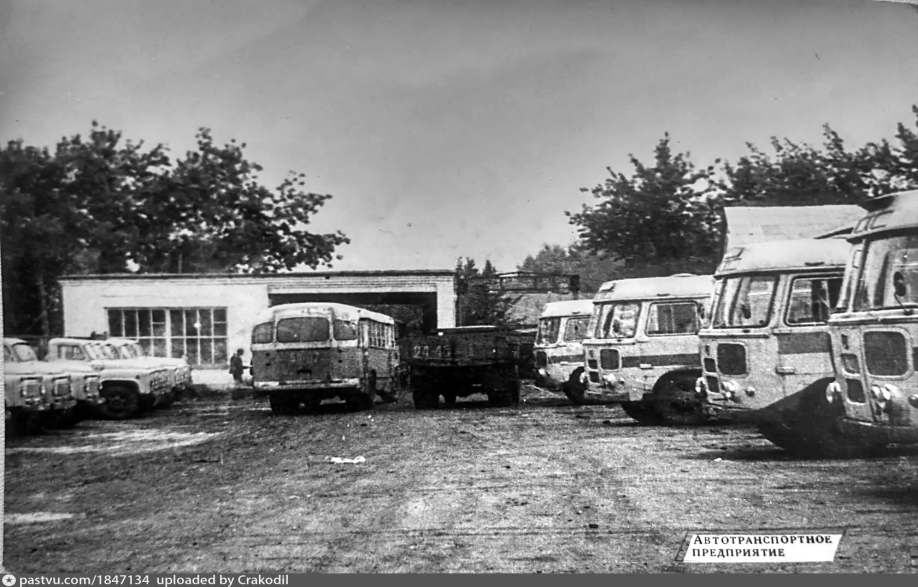 АВТОТРАНСПОРТНОЕ
ПРЕДПРИЯТИЕ
pastvu.com/1847134 uploaded by Crakodil